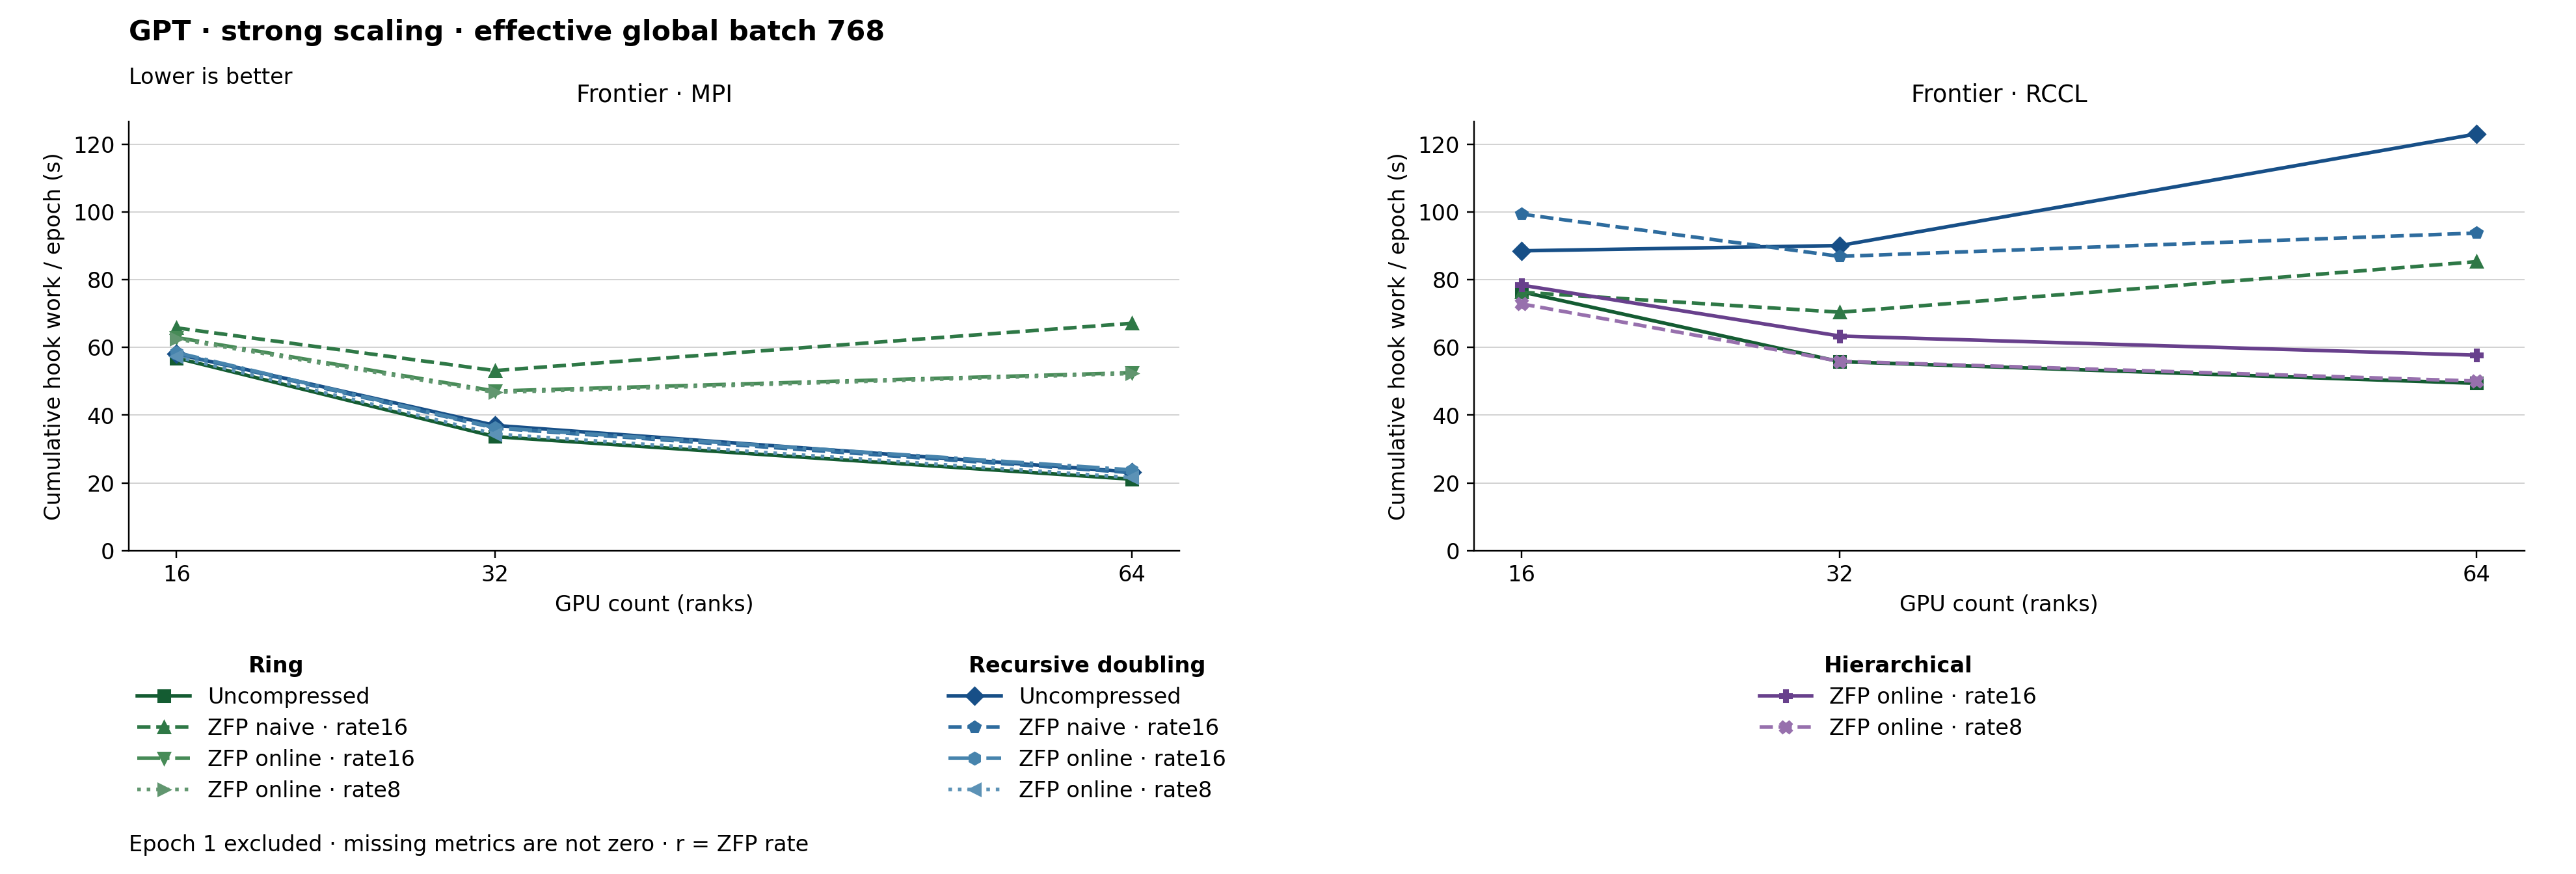 GPT · strong scaling · effective global batch 768
Lower is better
Frontier · MPI
Cumulative hook work / epoch (s)
120
100
80
60
40
20
0
16 32 64
GPU count (ranks)
Frontier · RCCL
Cumulative hook work / epoch (s)
120
100
80
60
40
20
0
16 32 64
GPU count (ranks)
Ring
Uncompressed
ZFP naive · rate16
ZFP online · rate16
ZFP online · rate8
Recursive doubling
Uncompressed
ZFP naive · rate16
ZFP online · rate16
ZFP online · rate8
Hierarchical
ZFP online · rate16
ZFP online · rate8
Epoch 1 excluded · missing metrics are not zero · r = ZFP rate